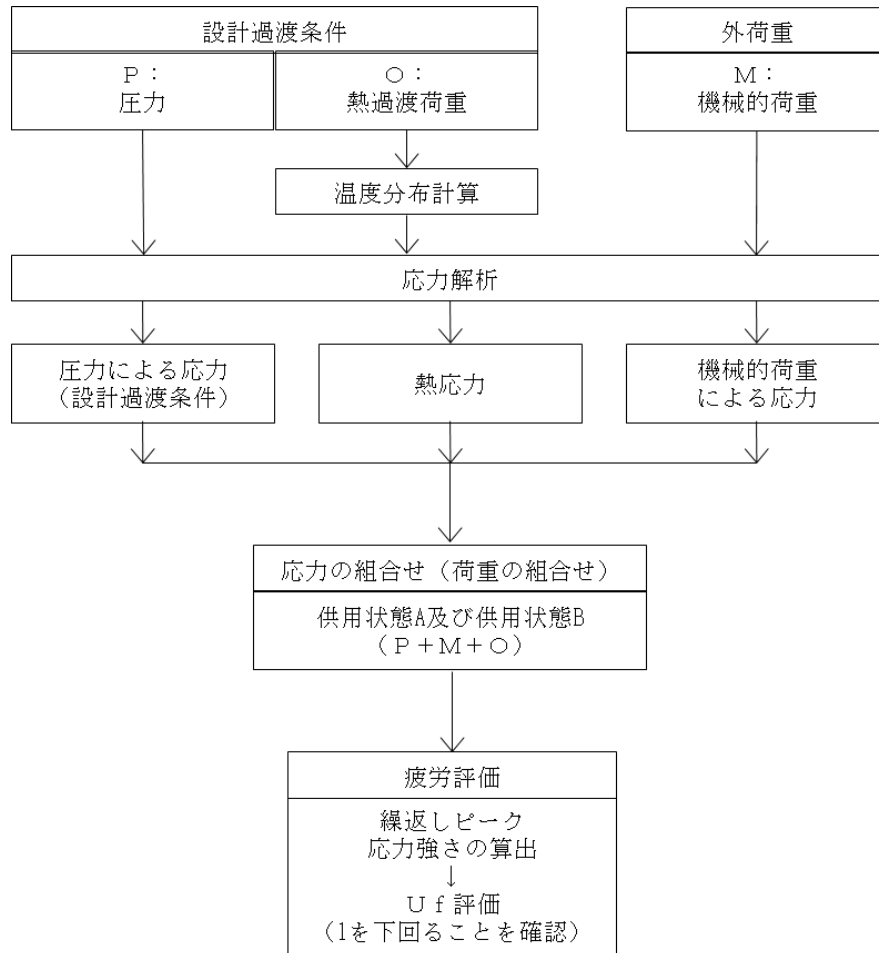 設計過渡条件
外荷重
Ｐ：
圧力
Ｏ：
熱過渡荷重
Ｍ：
機械的荷重
温度分布計算
応力解析
圧力による応力
（設計過渡条件）
熱応力
機械的荷重
による応力
応力の組合せ（荷重の組合せ）
供用状態A及び供用状態B
（Ｐ＋Ｍ＋Ｏ）
疲労評価
繰返しピーク
応力強さの算出
↓
Ｕｆ評価
（1を下回ることを確認）